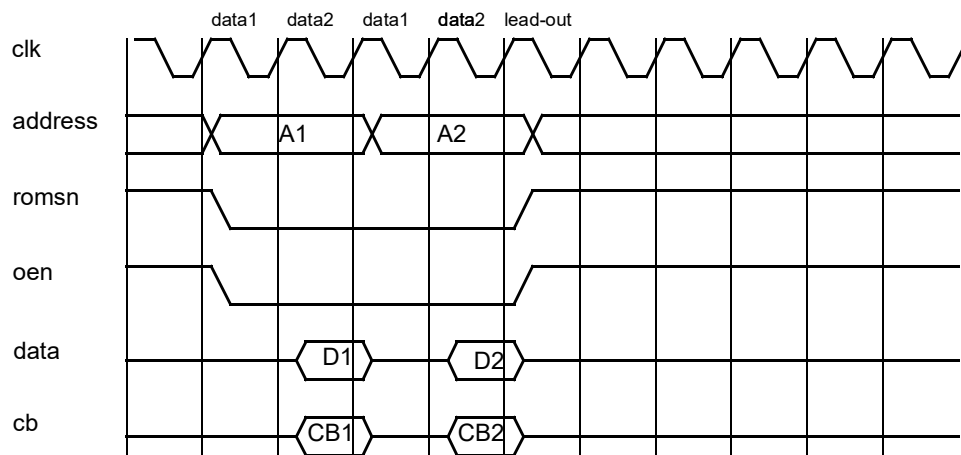 data1 data2 data1 data2 lead-out
clk
address A1 A2
romsn
oen
data D1 D2
cb CB1 CB2